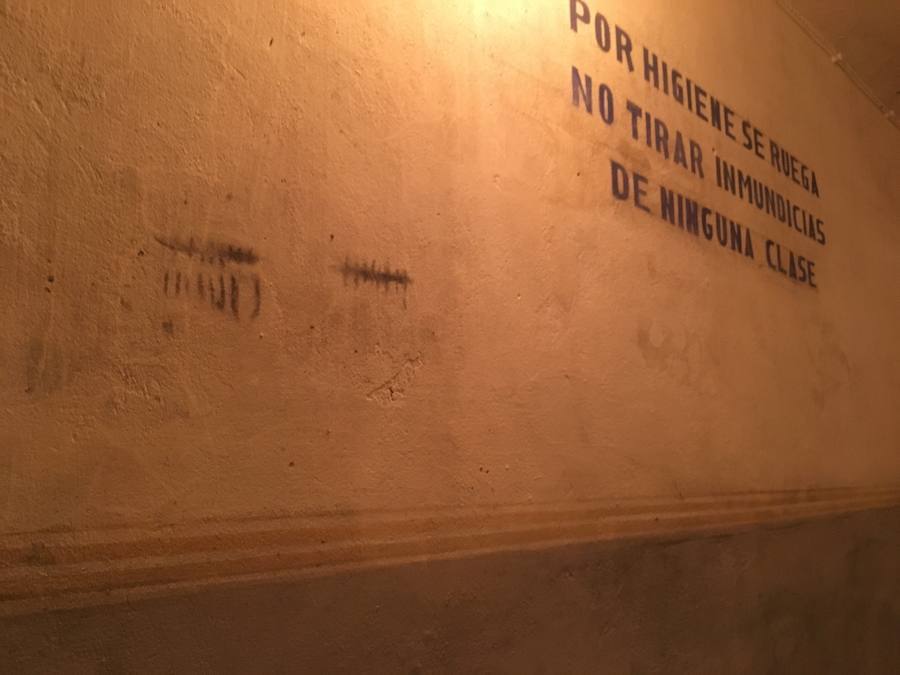 POR HIGIENE SE RUEGA
NO TIRAR INMUNDICIAS
DE NINGUNA CLASE